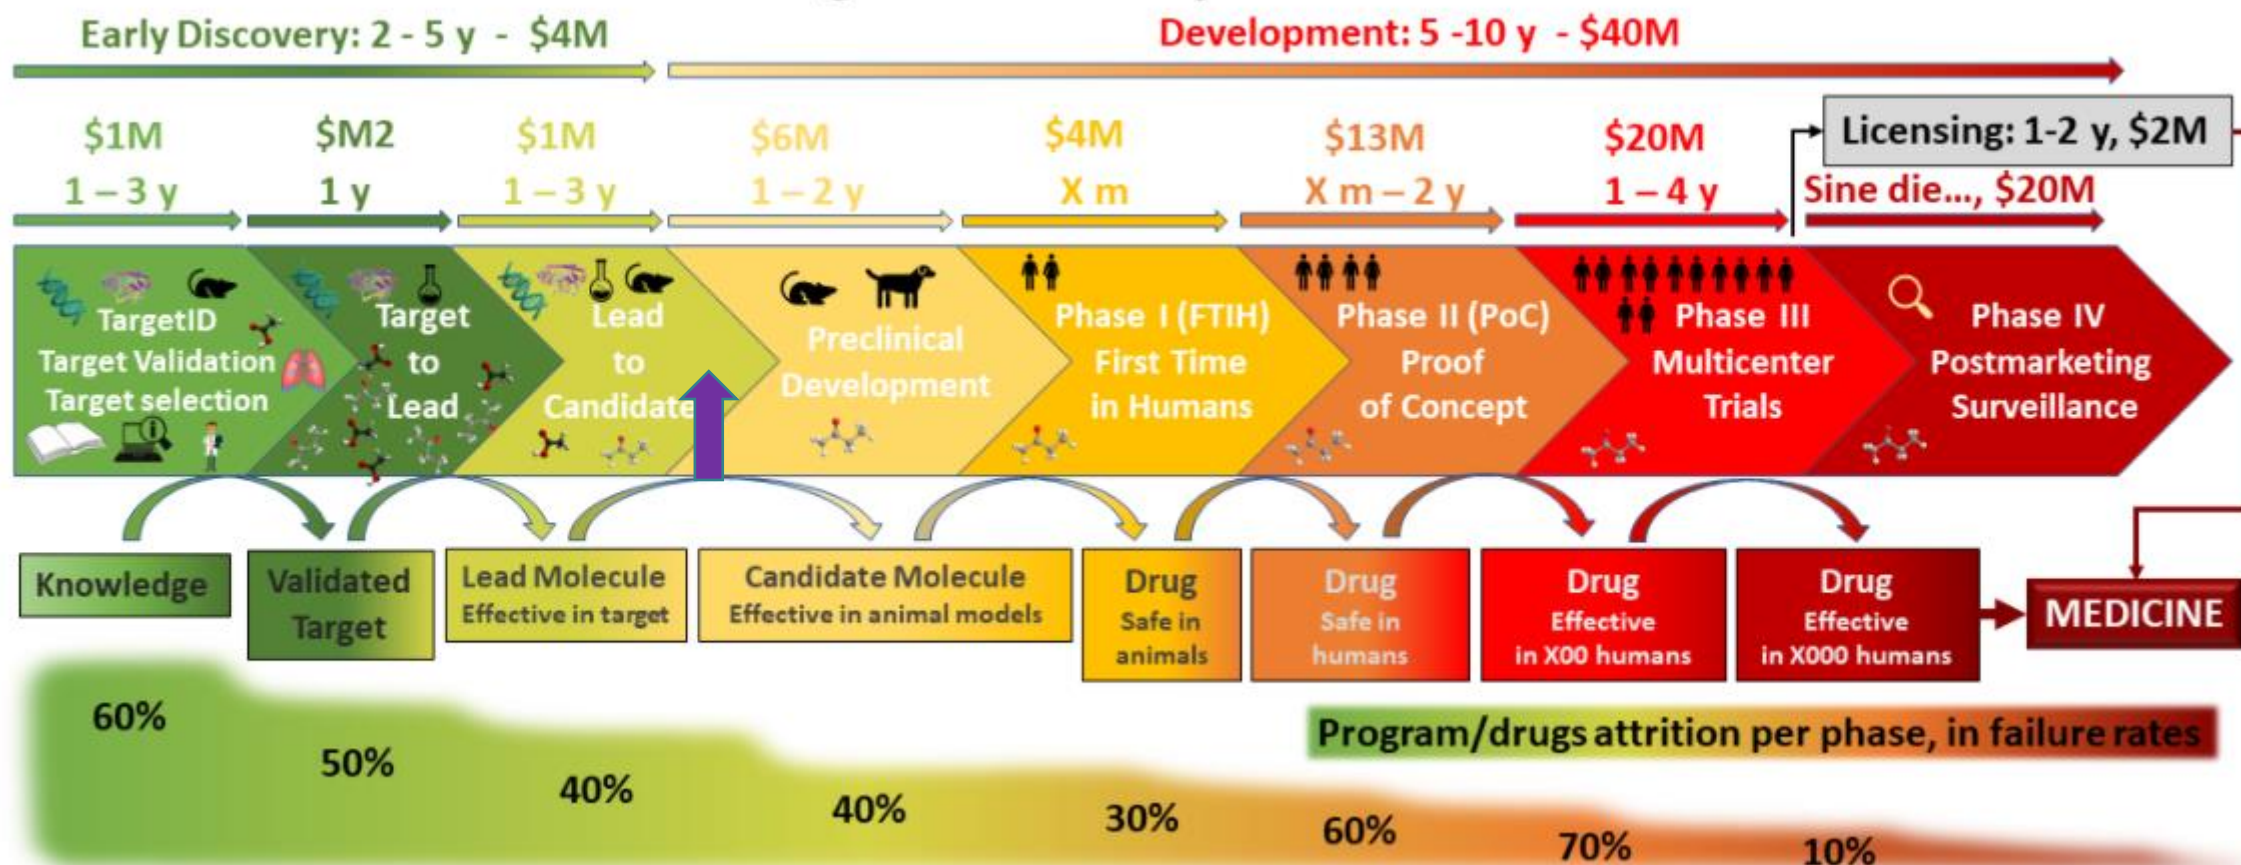 Early Discovery: 2 - 5 y - $4M
Development: 5 -10 y - $40M
$1M
1 – 3 y
$M2
1 y
$1M
1 – 3 y
$6M
1 – 2 y
$4M
X m
$13M
X m – 2 y
$20M
1 – 4 y
Licensing: 1-2 y, $2M
Sine die..., $20M
TargetID
Target Validation
Target selection
Target
to
Lead
Lead
to
Candidate
Preclinical
Development
Phase I (FTIH)
First Time
in Humans
Phase II (PoC)
Proof
of Concept
Phase III
Multicenter
Trials
Phase IV
Postmarketing
Surveillance
Knowledge
Validated
Target
Lead Molecule
Effective in target
Candidate Molecule
Effective in animal models
Drug
Safe in
animals
Drug
Safe in
humans
Drug
Effective
in X00 humans
Drug
Effective
in X000 humans
MEDICINE
Program/drugs attrition per phase, in failure rates
60%
50%
40%
40%
30%
60%
70%
10%